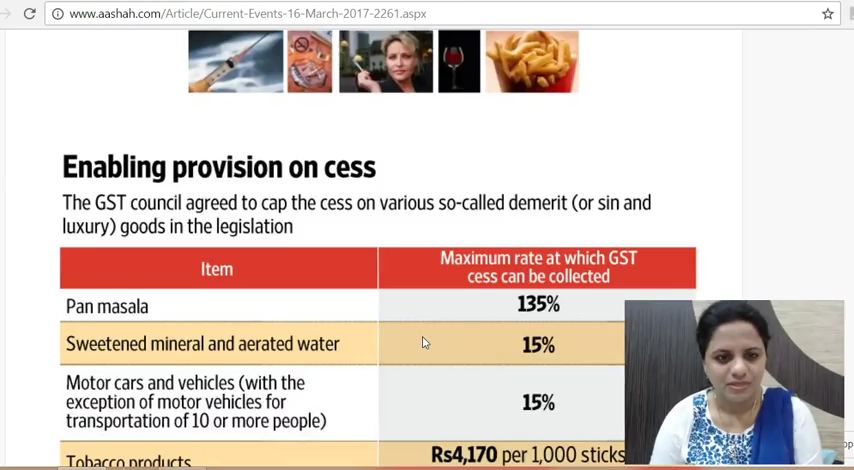 www.aashah.com/Article/Current-Events-16-March-2017-2261.aspx
Enabling provision on cess
The GST council agreed to cap the cess on various so-called demerit (or sin and
luxury) goods in the legislation
Item
Maximum rate at which GST
cess can be collected
Pan masala
135%
Sweetened mineral and aerated water
15%
Motor cars and vehicles (with the
exception of motor vehicles for
transportation of 10 or more people)
15%
Tobacco products
Rs4,170 per 1,000 sticks